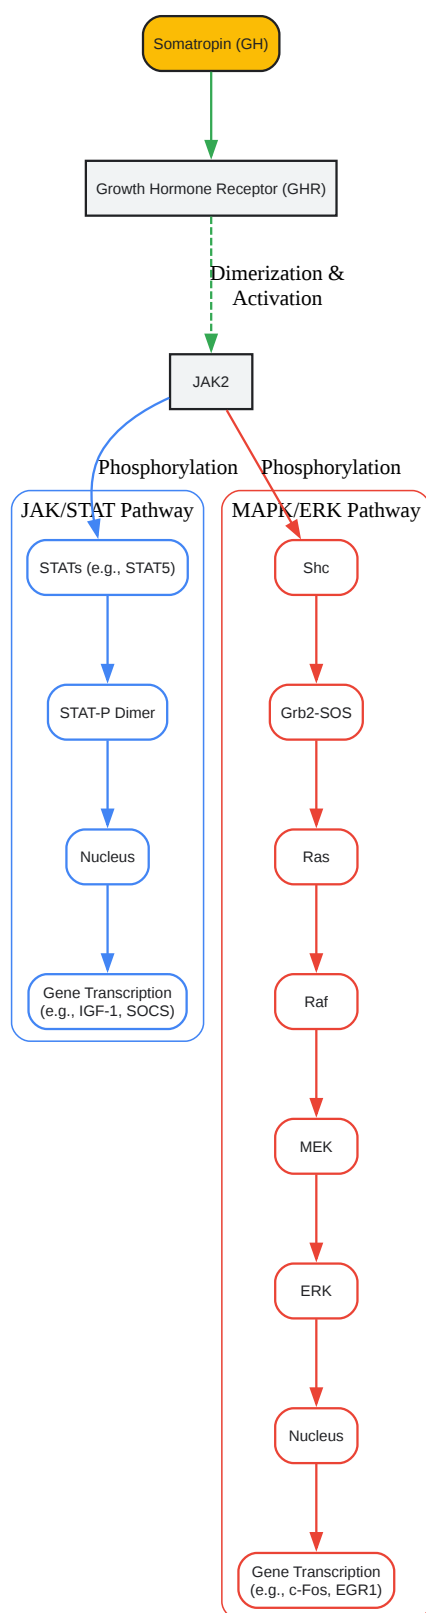 Somatropin (GH)
Growth Hormone Receptor (GHR)
Dimerization &
Activation
JAK2
Phosphorylation
Phosphorylation
JAK/STAT Pathway
STATs (e.g., STAT5)
STAT-P Dimer
Nucleus
Gene Transcription
(e.g., IGF-1, SOCS)
MAPK/ERK Pathway
Shc
Grb2-SOS
Ras
Raf
MEK
ERK
Nucleus
Gene Transcription
(e.g., c-Fos, EGR1)